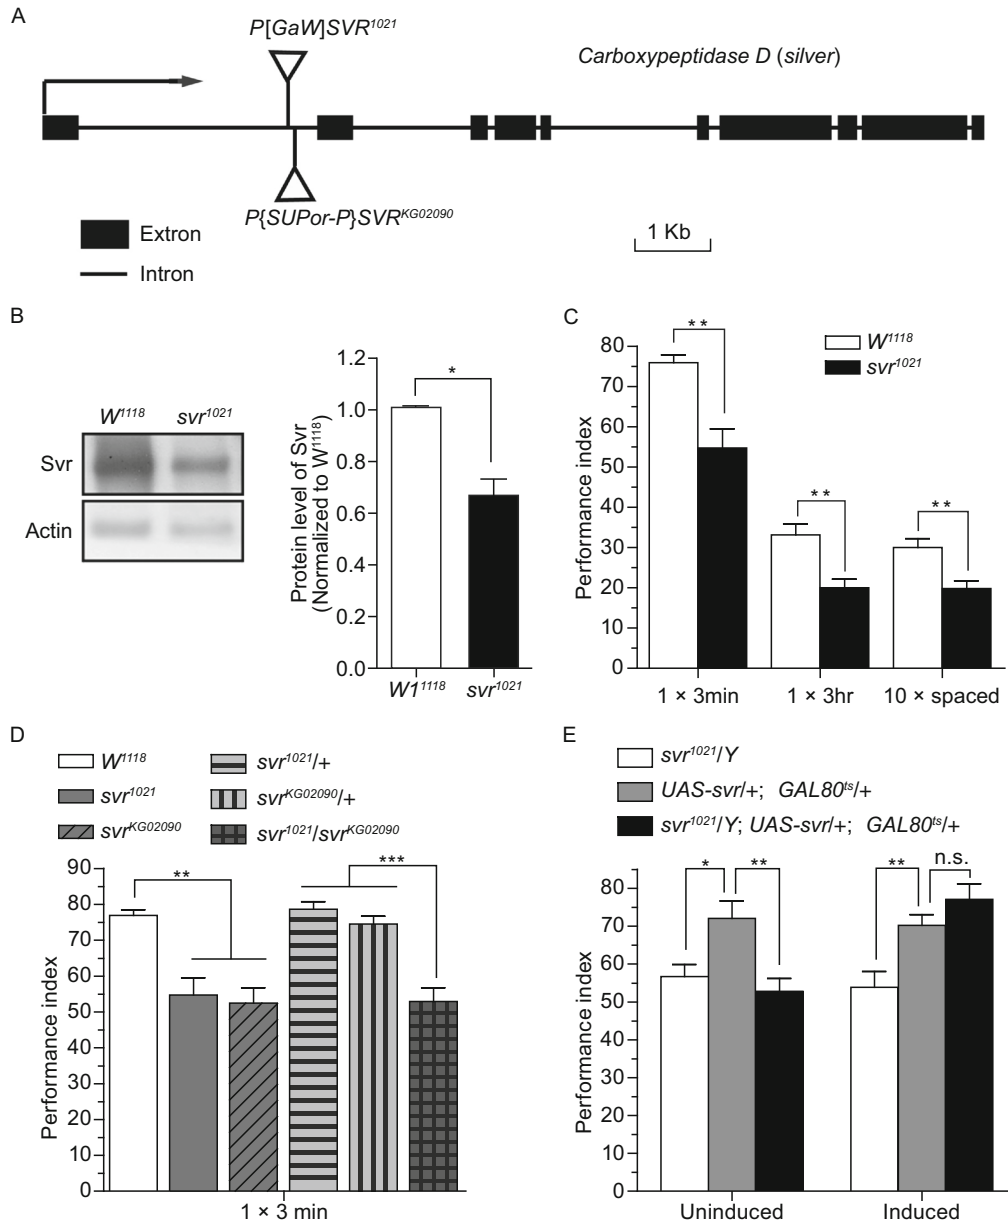 A
P[GaW]SVR1021
Carboxypeptidase D (silver)
P{SUPor-P}SVRKG02090
Extron
Intron
1 Kb
B
W1118 svr1021
Svr
Actin
Protein level of Svr
(Normalized to W1118)
1.2
1.0
0.8
0.6
0.4
0.2
0.0
*
W11118 svr1021
C
W1118
svr1021
Performance index
80
70
60
50
40
30
20
10
0
** ** **
1 × 3min 1 × 3hr 10 × spaced
D
W1118
svr1021
svrKG02090
svr1021/+
svrKG02090/+
svr1021/svrKG02090
Performance index
90
80
70
60
50
40
30
20
10
0
** ***
1 × 3 min
E
svr1021/Y
UAS-svr/+; GAL80ts/+
svr1021/Y; UAS-svr/+; GAL80ts/+
Performance index
80
70
60
50
40
30
20
10
0
* ** ** n.s.
Uninduced Induced